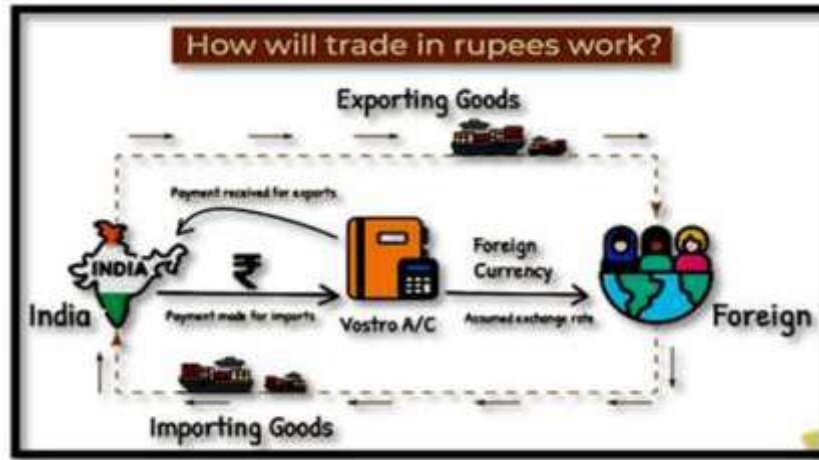 How will trade in rupees work?
Exporting Goods
Payment received for exports
INDIA
₹
Foreign
Currency
India
Payment made for imports
Vostro A/C
Assumed exchange rate
Foreign
Importing Goods